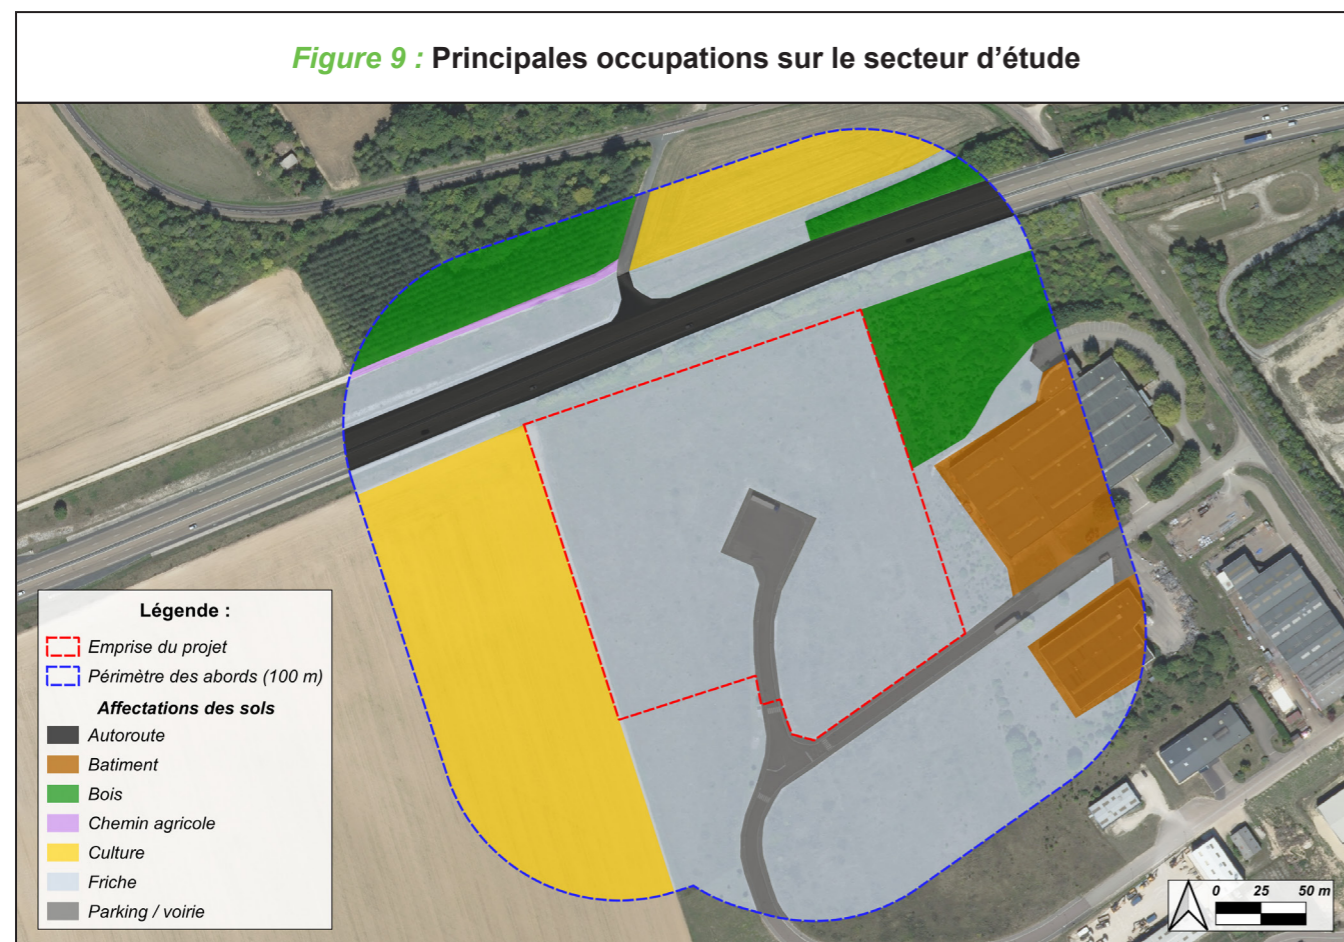 Figure 9 : Principales occupations sur le secteur d’étude
Légende :
Emprise du projet
Périmètre des abords (100 m)
Affectations des sols
Autoroute
Batiment
Bois
Chemin agricole
Culture
Friche
Parking / voirie
0 25 50 m